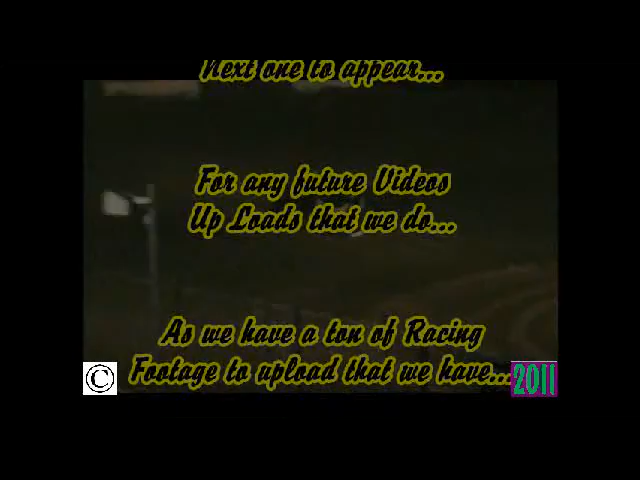 Next one to appear...
For any future Videos
Up Loads that we do...
As we have a ton of Racing
Footage to upload that we have...
© 2011